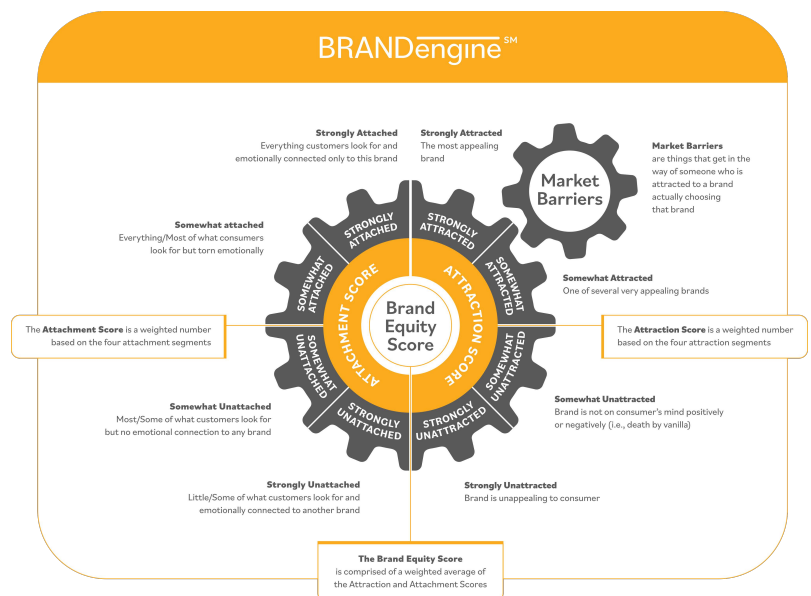 BRANDengine℠
Strongly Attached
Everything customers look for and
emotionally connected only to this brand
Strongly Attracted
The most appealing
brand
Market
Barriers
Market Barriers
are things that get in the
way of someone who is
attracted to a brand
actually choosing
that brand
Somewhat attached
Everything/Most of what consumers
look for but torn emotionally
STRONGLY
ATTACHED
STRONGLY
ATTRACTED
SOMEWHAT
ATTACHED
SOMEWHAT
ATTRACTED
Somewhat Attracted
One of several very appealing brands
ATTACHMENT SCORE
ATTRACTION SCORE
Brand
Equity
Score
The Attachment Score is a weighted number
based on the four attachment segments
The Attraction Score is a weighted number
based on the four attraction segments
SOMEWHAT
UNATTACHED
SOMEWHAT
UNATTRACTED
STRONGLY
UNATTACHED
STRONGLY
UNATTRACTED
Somewhat Unattached
Most/Some of what customers look for
but no emotional connection to any brand
Somewhat Unattracted
Brand is not on consumer's mind positively
or negatively (i.e., death by vanilla)
Strongly Unattached
Little/Some of what customers look for and
emotionally connected to another brand
Strongly Unattracted
Brand is unappealing to consumer
The Brand Equity Score
is comprised of a weighted average of
the Attraction and Attachment Scores